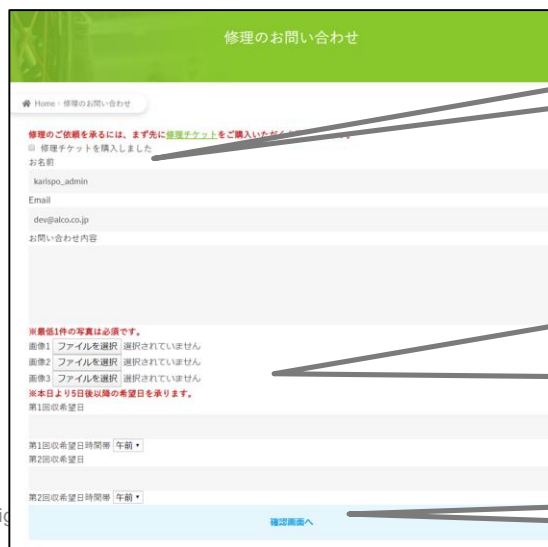 修理のお問い合わせ
Home › 修理のお問い合わせ
修理のご依頼を承るには、まず先に修理チケットをご購入いただく
修理チケットを購入しました
お名前
karispo_admin
Email
dev@alco.co.jp
お問い合わせ内容
※最低1件の写真は必須です。
画像1 ファイルを選択 選択されていません
画像2 ファイルを選択 選択されていません
画像3 ファイルを選択 選択されていません
※本日より5日後以降の希望日を承ります。
第1回収希望日
第1回収希望日時間帯 午前
第2回収希望日
第2回収希望日時間帯 午前
確認画面へ